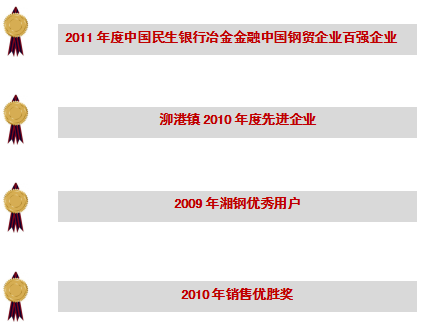 2011 年度中国民生银行冶金金融中国钢贸企业百强企业
泖港镇 2010 年度先进企业
2009 年湘钢优秀用户
2010 年销售优胜奖